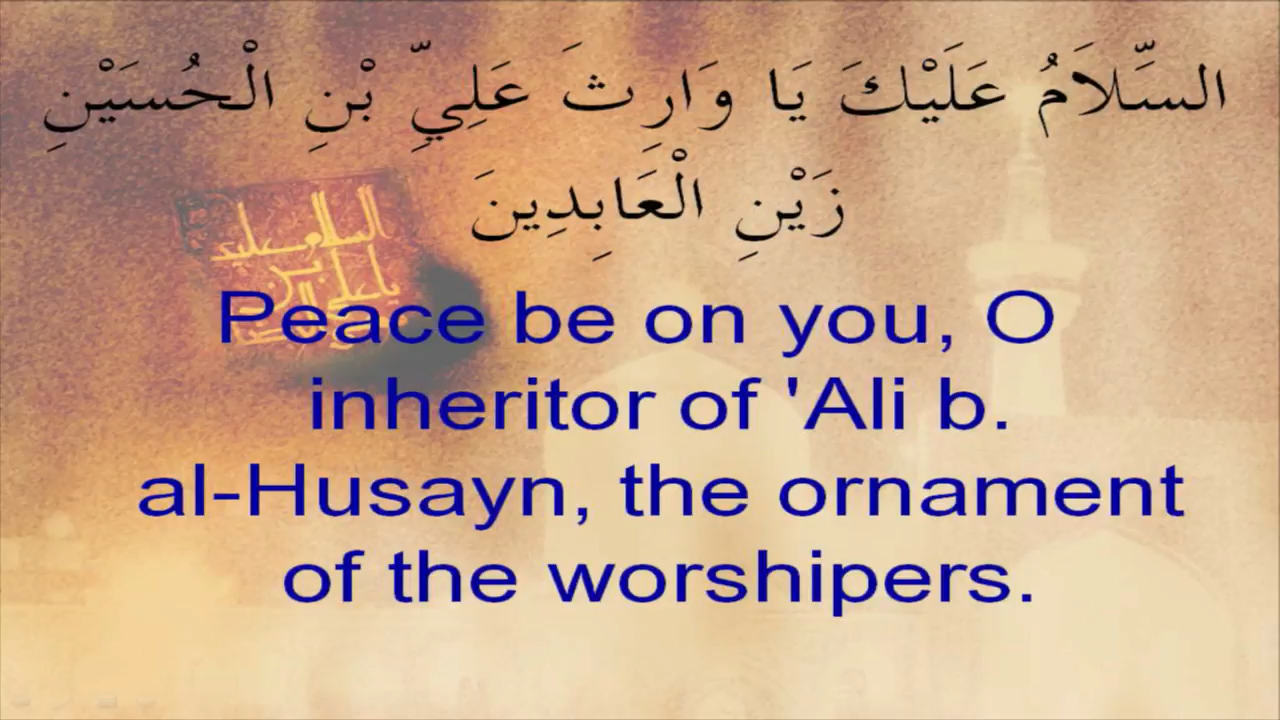 السَّلَامُ عَلَيْكَ يَا وَارِثَ عَلِيِّ بْنِ الْحُسَيْنِ
زَيْنِ الْعَابِدِينَ
Peace be on you, O
inheritor of 'Ali b.
al-Husayn, the ornament
of the worshipers.